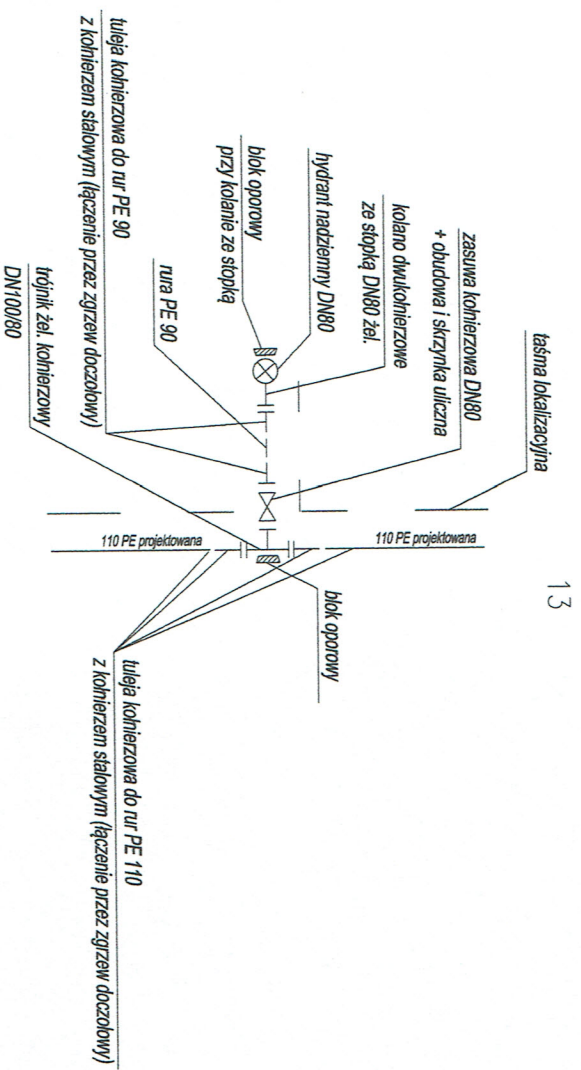 13
taśma lokalizacyjna
zasuwa kołnierzowa DN80
+ obudowa i skrzynka uliczna
kolano dwukołnierzowe
ze stopką DN80 żel.
hydrant nadziemny DN80
blok oporowy
przy kolanie ze stopką
rura PE 90
tuleja kołnierzowa do rur PE 90
z kołnierzem stalowym (łączenie przez zgrzew doczołowy)
trójnik żel. kołnierzowy
DN100/80
110 PE projektowana
110 PE projektowana
blok oporowy
tuleja kołnierzowa do rur PE 110
z kołnierzem stalowym (łączenie przez zgrzew doczołowy)